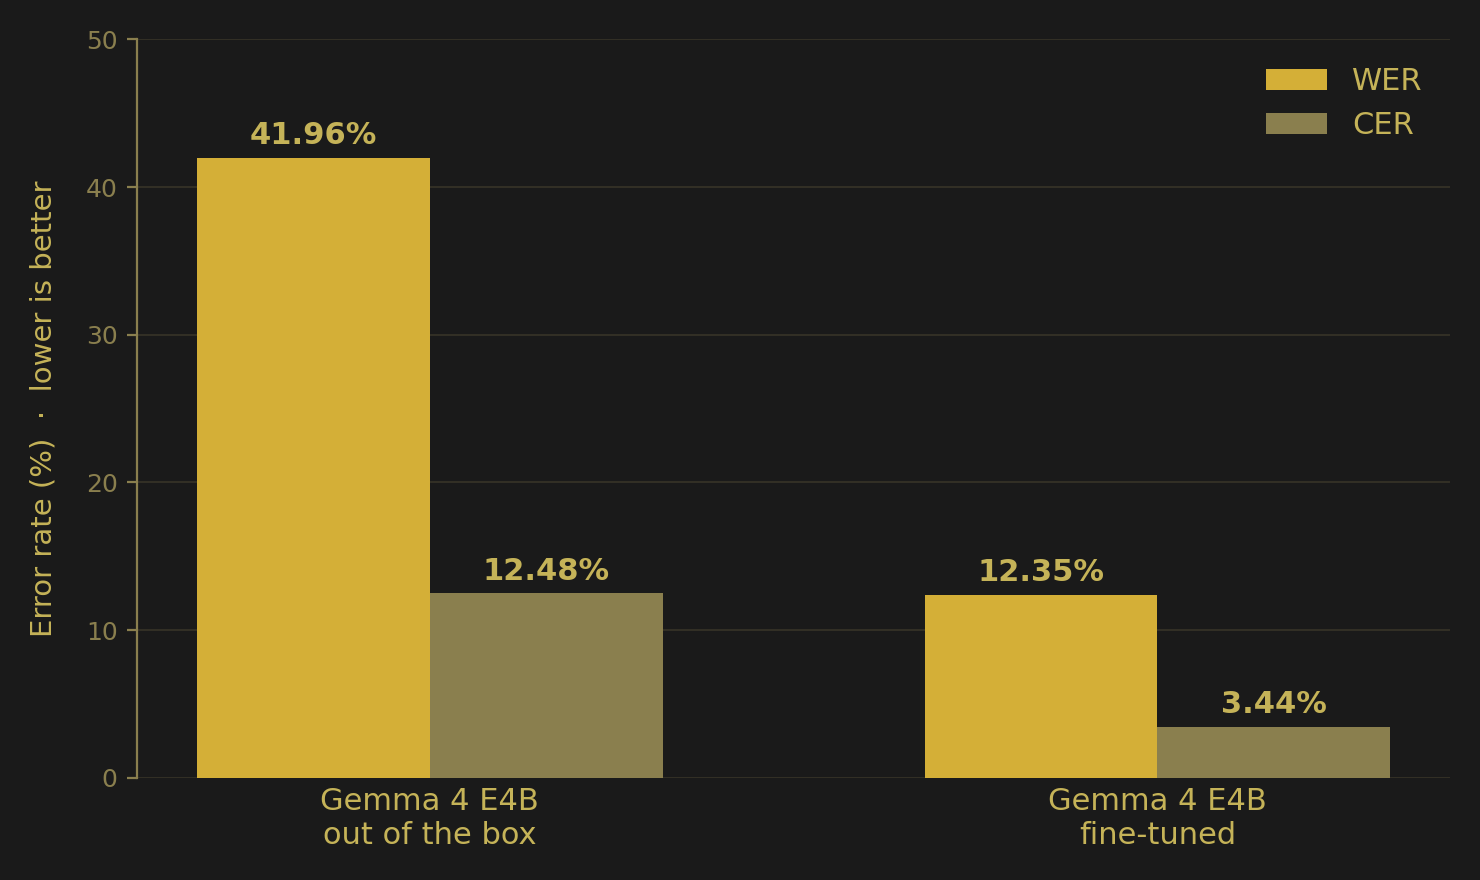 50
40
30
20
10
0
Error rate (%) · lower is better
41.96%
12.48%
12.35%
3.44%
WER
CER
Gemma 4 E4B
out of the box
Gemma 4 E4B
fine-tuned